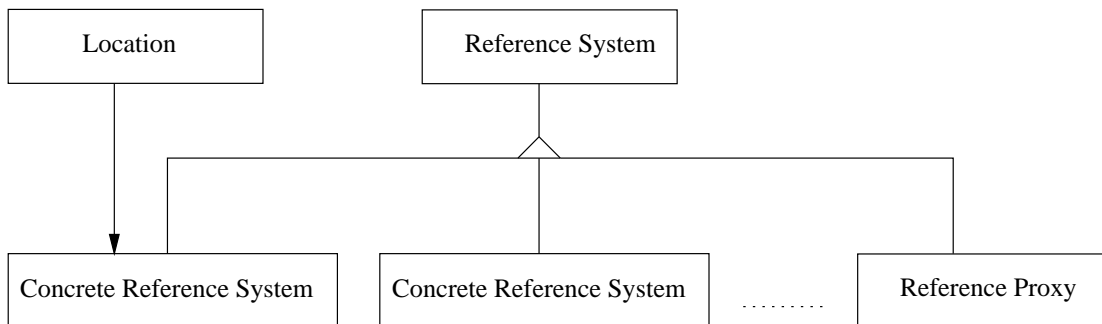 Location
Reference System
Concrete Reference System
Concrete Reference System
.........
Reference Proxy